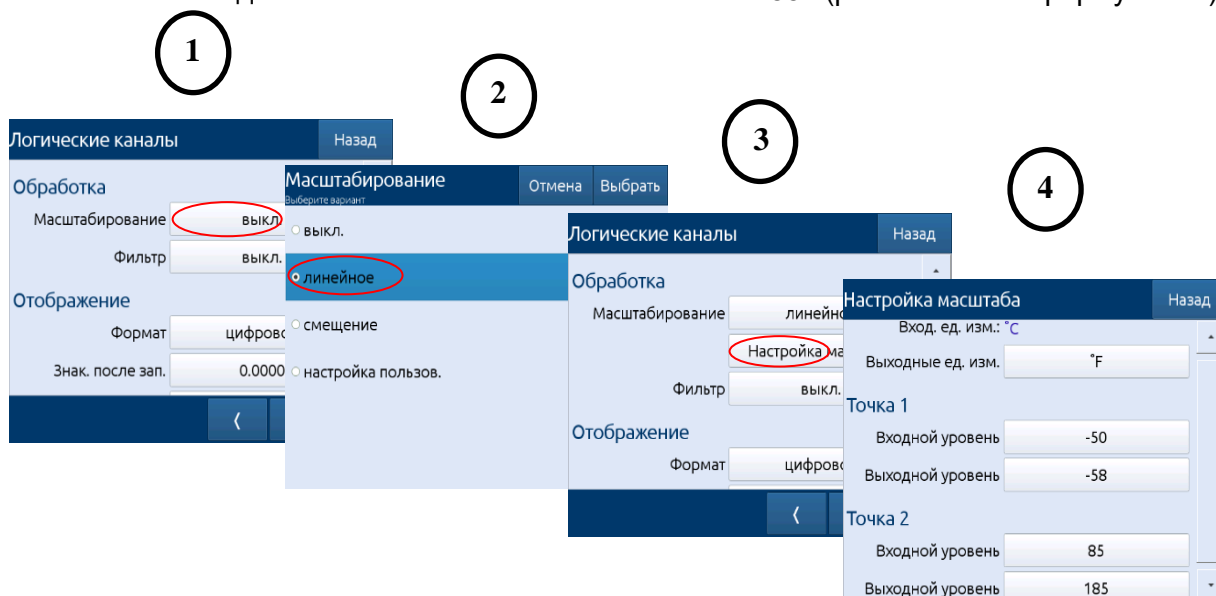 1
2
3
4
Логические каналы Назад
Обработка
Масштабирование выкл.
Фильтр выкл.
Отображение
Формат цифров
Знак. после зап. 0.0000
Масштабирование Отмена Выбрать
Выберите вариант
выкл.
линейное
смещение
настройка пользов.
Логические каналы Назад
Обработка
Масштабирование линейно
Настройка ма
Фильтр выкл.
Отображение
Формат цифров
Настройка масштаба Назад
Вход. ед. изм.: °C
Выходные ед. изм. °F
Точка 1
Входной уровень -50
Выходной уровень -58
Точка 2
Входной уровень 85
Выходной уровень 185